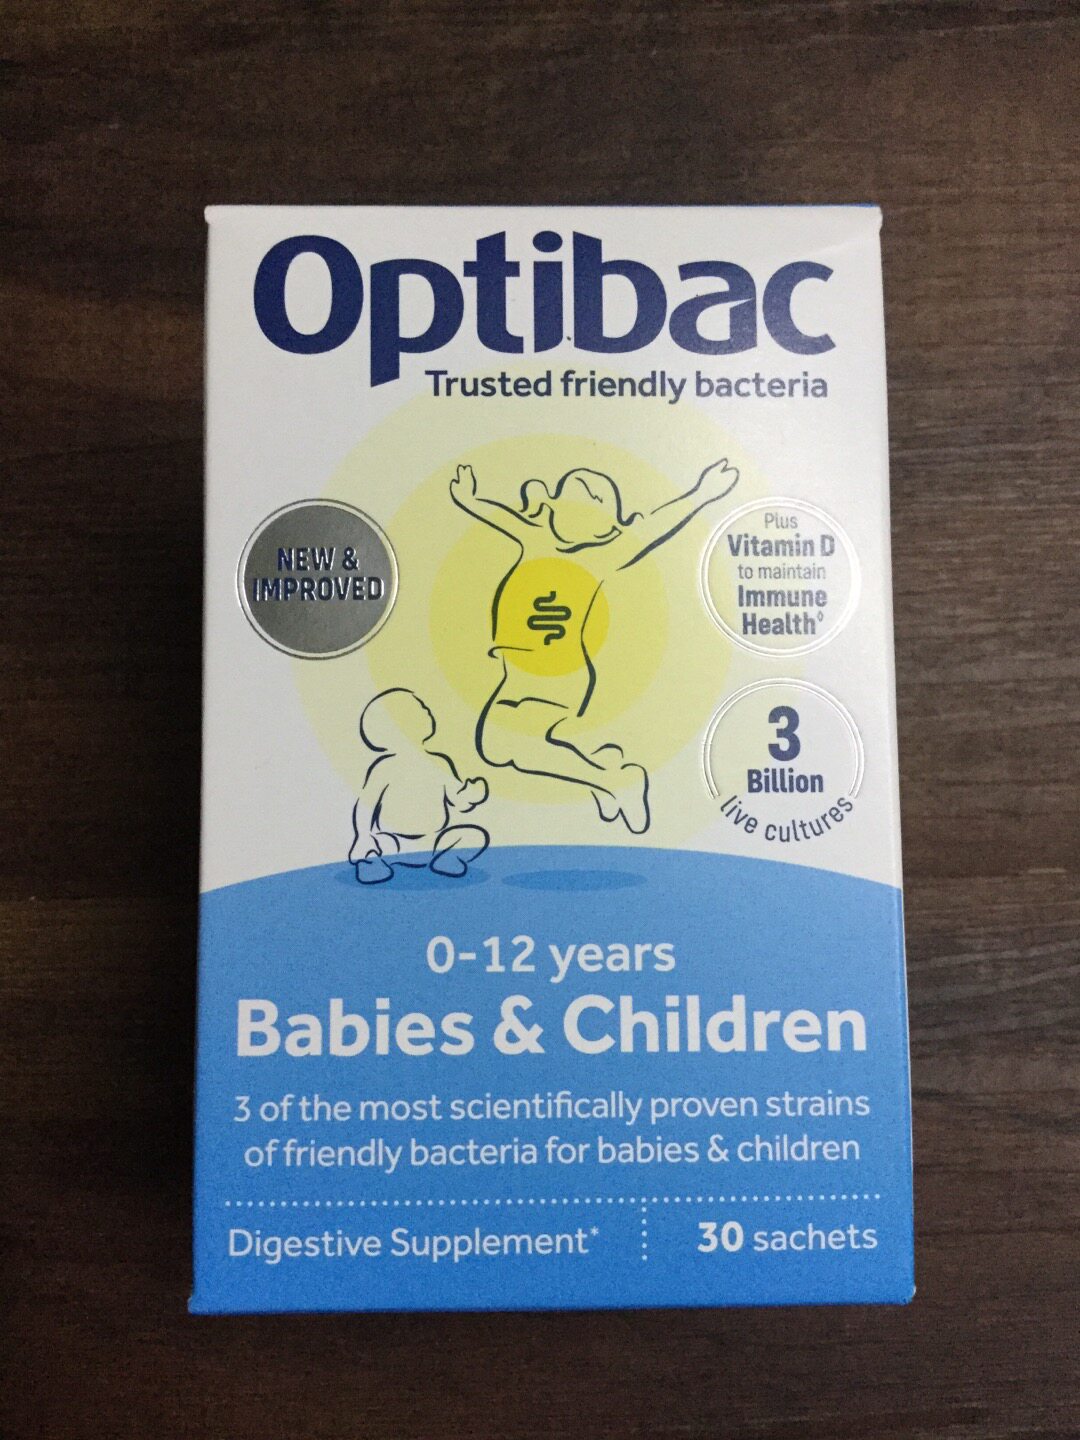 Optibac
Trusted friendly bacteria
NEW &
IMPROVED
Plus
Vitamin D
to maintain
Immune
Health◊
3
Billion
live cultures
0-12 years
Babies & Children
3 of the most scientifically proven strains
of friendly bacteria for babies & children
Digestive Supplement*
30 sachets